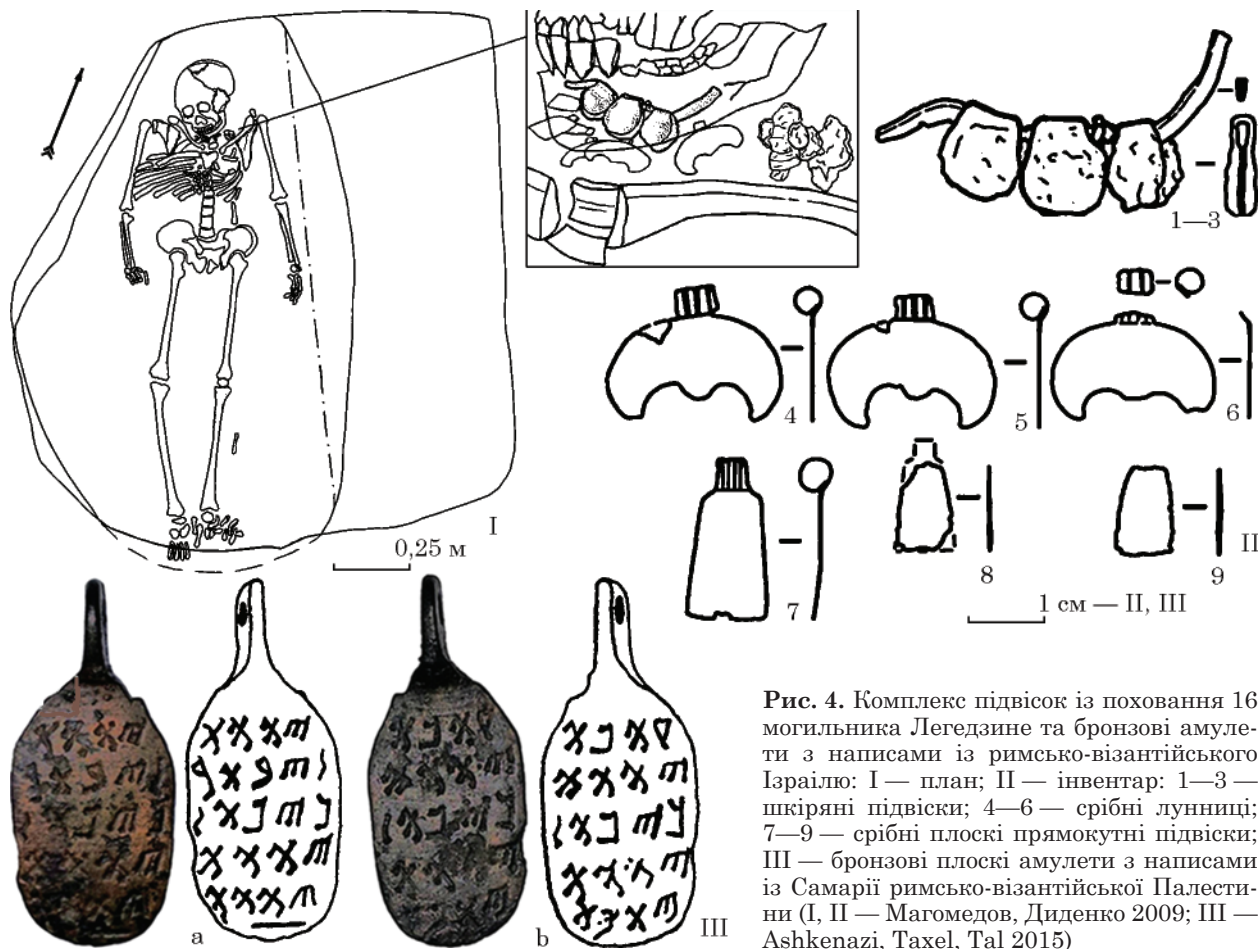 I
0,25 м
1—3
4
5
6
7
8
9
II
1 см — II, III
a
b
III
Рис. 4. Комплекс підвісок із поховання 16
могильника Легедзине та бронзові амуле-
ти з написами із римсько-візантійського
Ізраілю: I — план; II — інвентар: 1—3 —
шкіряні підвіски; 4—6 — срібні лунниці;
7—9 — срібні плоскі прямокутні підвіски;
III — бронзові плоскі амулети з написами
із Самарії римсько-візантійської Палести-
ни (I, II — Магомедов, Диденко 2009; III —
Ashkenazi, Taxel, Tal 2015)